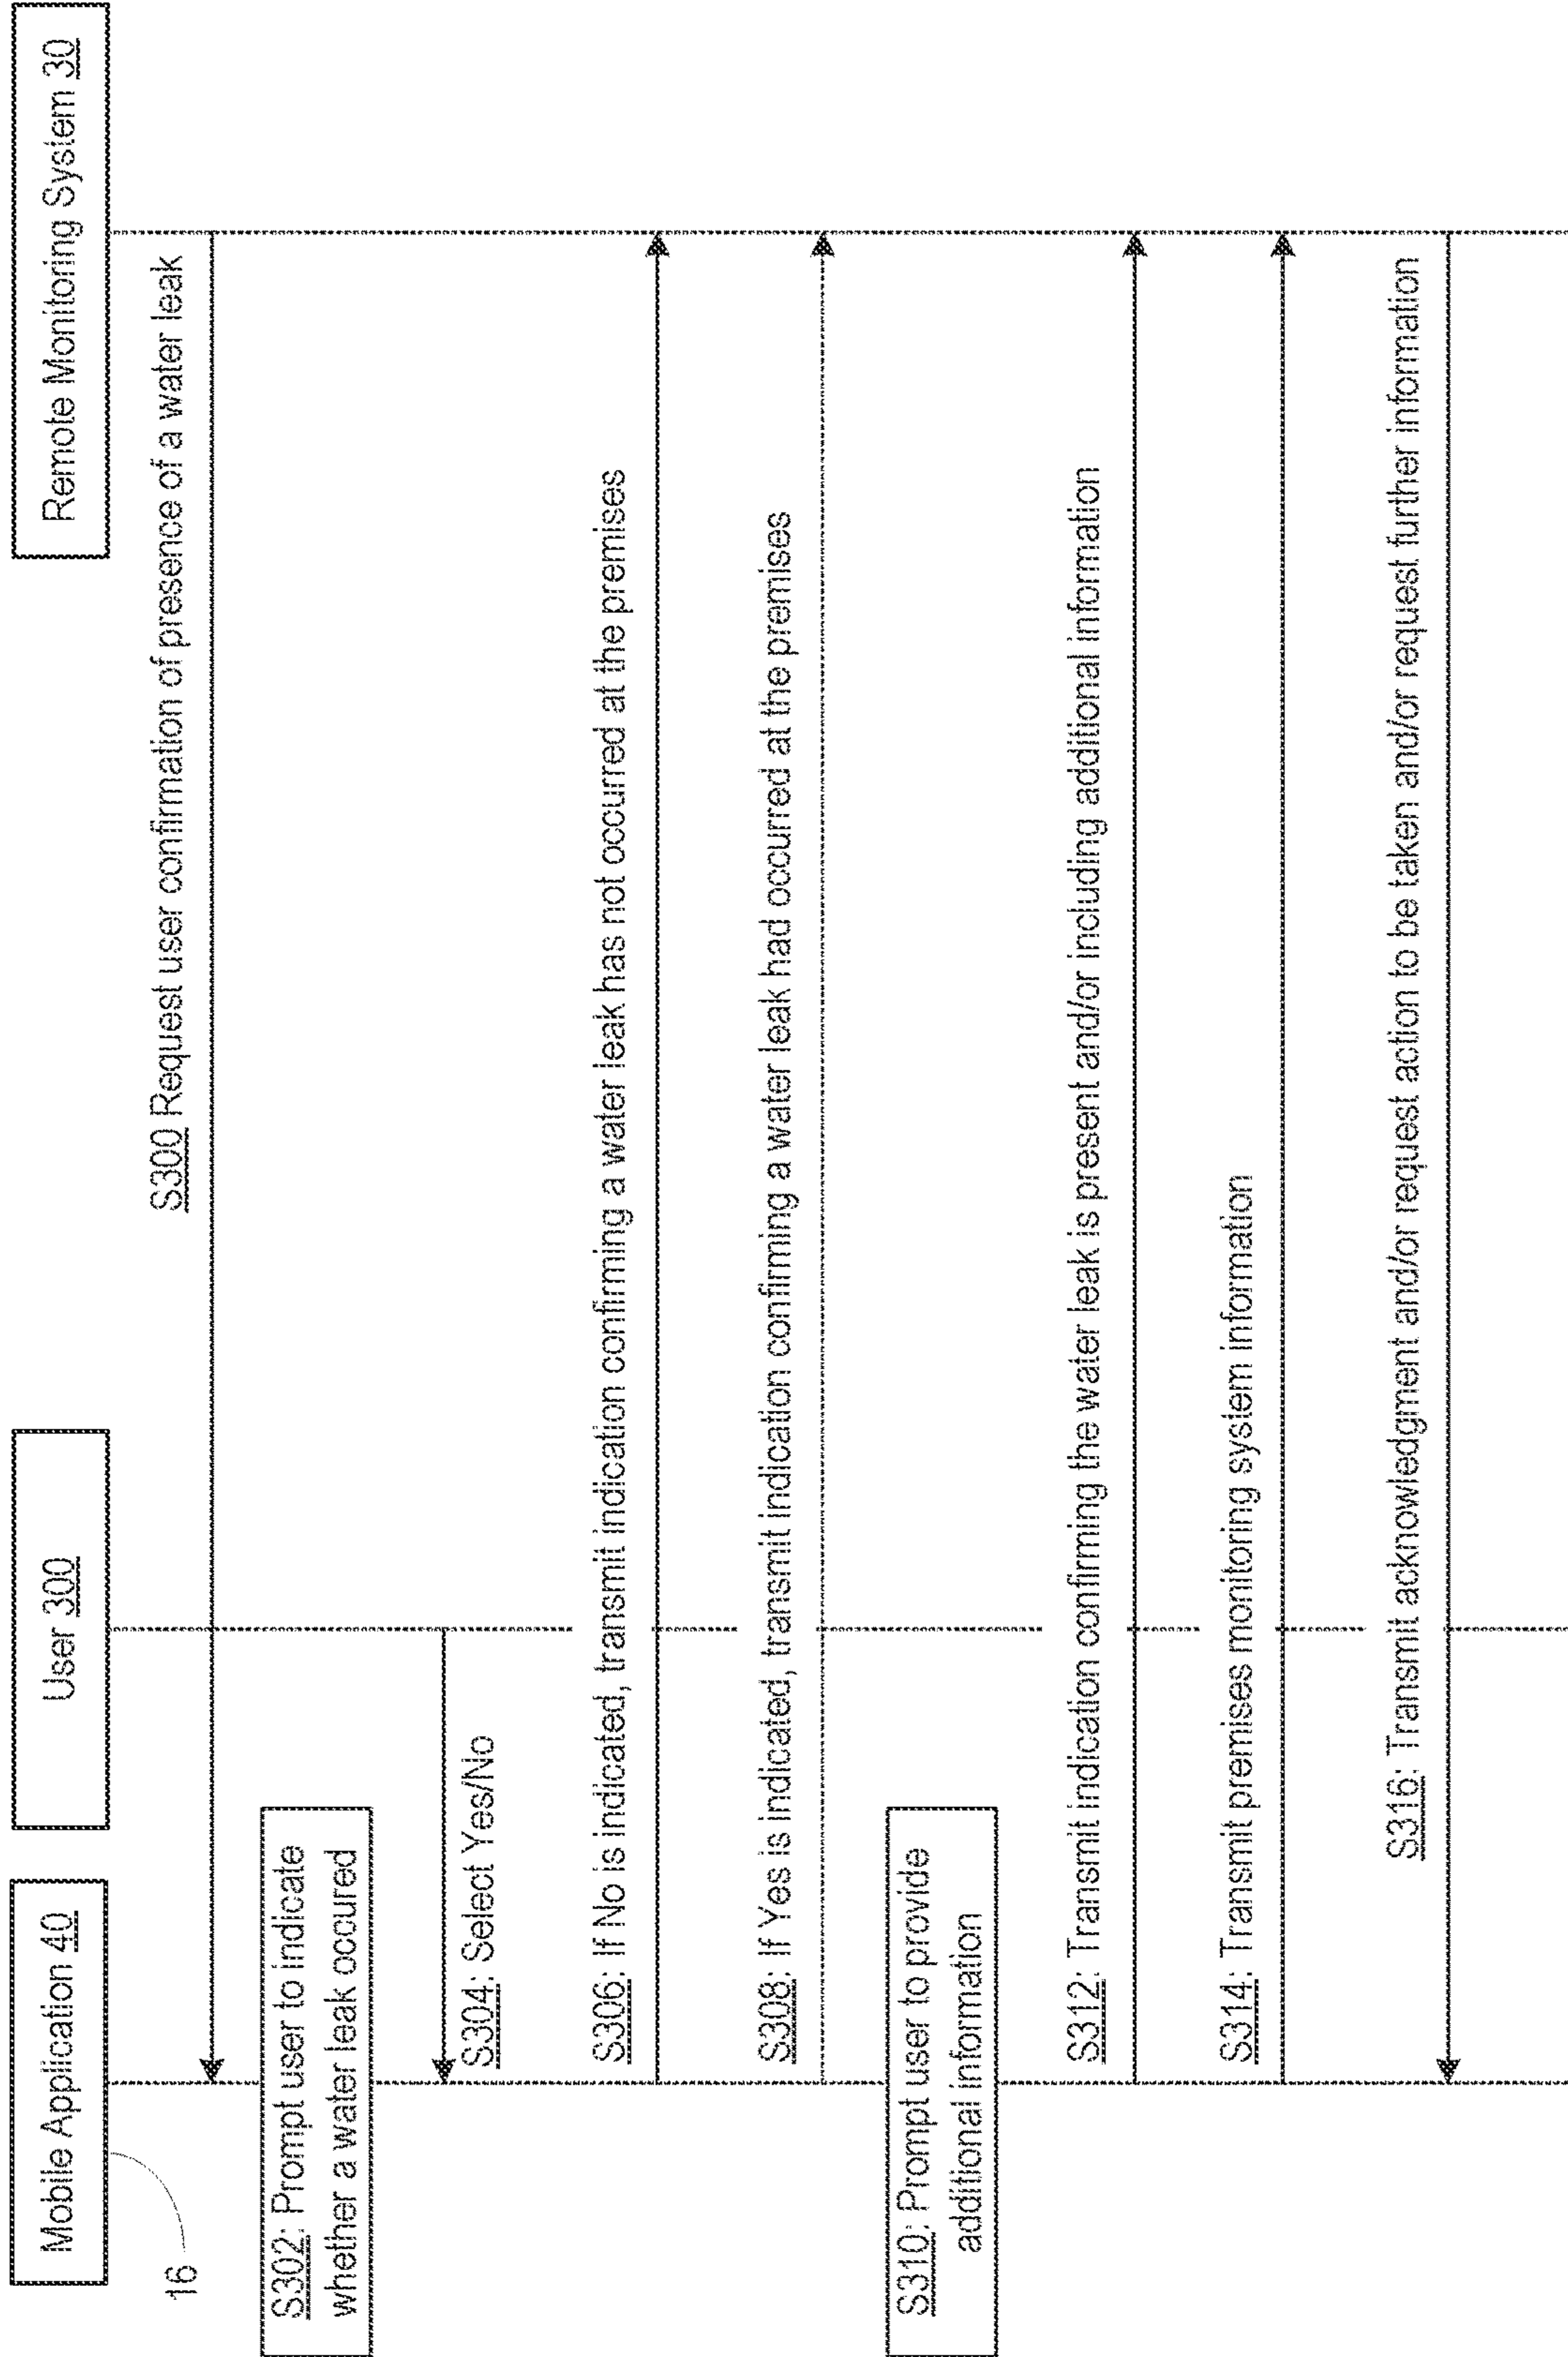 Mobile Application 40
User 300
Remote Monitoring System 30
16
S300 Request user confirmation of presence of a water leak
S302: Prompt user to indicate
whether a water leak occured
S304: Select Yes/No
S306: If No is indicated, transmit indication confirming a water leak has not occurred at the premises
S308: If Yes is indicated, transmit indication confirming a water leak had occurred at the premises
S310: Prompt user to provide
additional information
S312: Transmit indication confirming the water leak is present and/or including additional information
S314: Transmit premises monitoring system information
S316: Transmit acknowledgment and/or request action to be taken and/or request further information